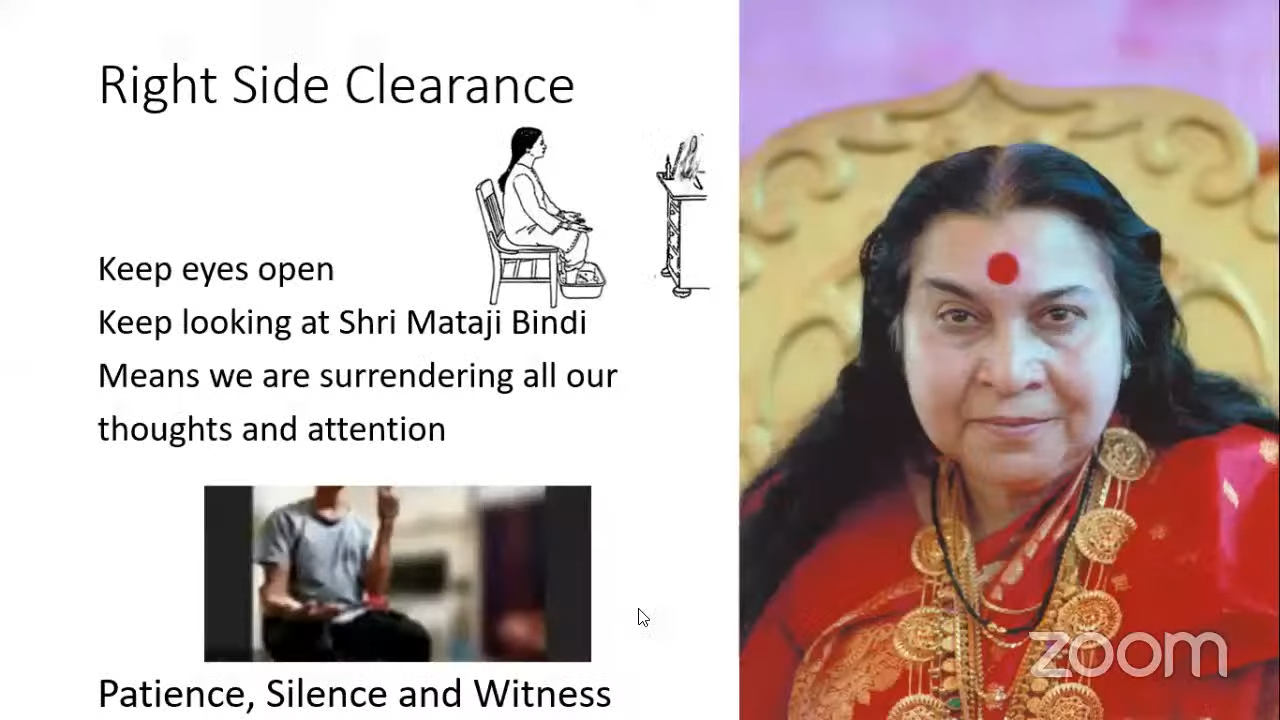 Right Side Clearance
Keep eyes open
Keep looking at Shri Mataji Bindi
Means we are surrendering all our
thoughts and attention
Patience, Silence and Witness
zoom